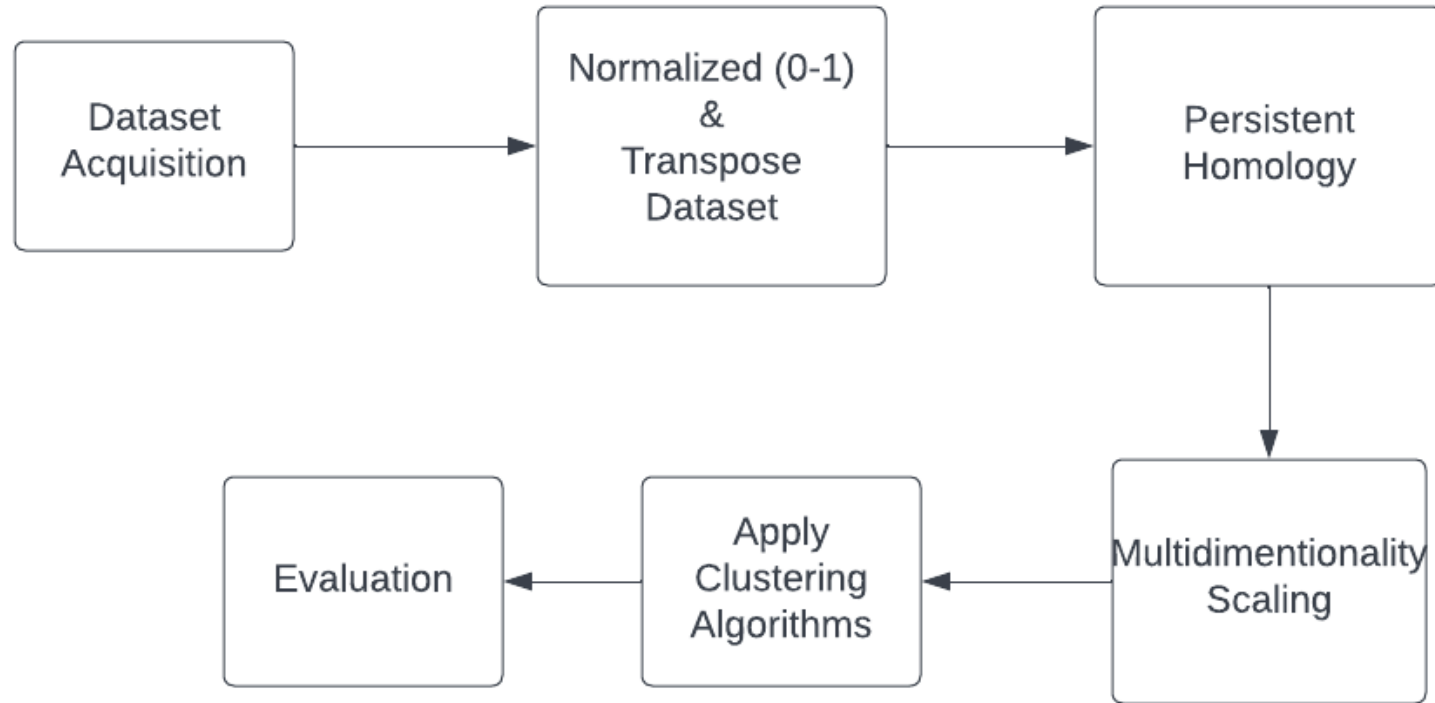 Dataset
Acquisition
Normalized (0-1)
&
Transpose
Dataset
Persistent
Homology
Multidimentionality
Scaling
Apply
Clustering
Algorithms
Evaluation